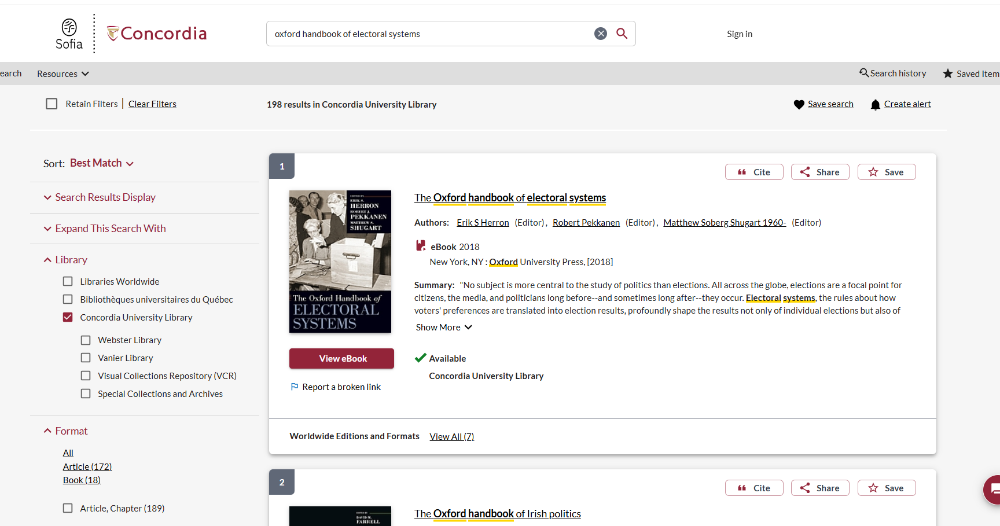 Sofia
Concordia
oxford handbook of electoral systems
Sign in
earch
Resources
Search history
Saved Item
Retain Filters
Clear Filters
198 results in Concordia University Library
Save search
Create alert
Sort: Best Match
Search Results Display
Expand This Search With
Library
Libraries Worldwide
Bibliothèques universitaires du Québec
Concordia University Library
Webster Library
Vanier Library
Visual Collections Repository (VCR)
Special Collections and Archives
Format
All
Article (172)
Book (18)
Article, Chapter (189)
1
Cite
Share
Save
EDITED BY
ERIK S.
HERRON
ROBERT J.
PEKKANEN
MATTHEW S.
SHUGART
The Oxford Handbook of
ELECTORAL
SYSTEMS
The Oxford handbook of electoral systems
Authors: Erik S Herron (Editor), Robert Pekkanen (Editor), Matthew Soberg Shugart 1960- (Editor)
eBook 2018
New York, NY : Oxford University Press, [2018]
Summary: "No subject is more central to the study of politics than elections. All across the globe, elections are a focal point for
citizens, the media, and politicians long before--and sometimes long after--they occur. Electoral systems, the rules about how
voters' preferences are translated into election results, profoundly shape the results not only of individual elections but also of
Show More
View eBook
Available
Concordia University Library
Report a broken link
Worldwide Editions and Formats View All (7)
2
Cite
Share
Save
EDITED BY
DAVID M.
FARRELL
The Oxford handbook of Irish politics